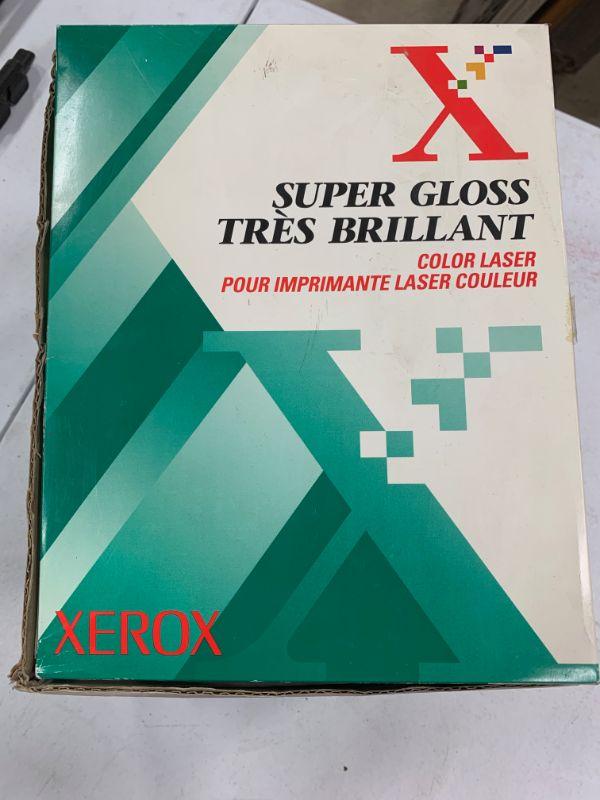 X
SUPER GLOSS
TRÈS BRILLANT
COLOR LASER
POUR IMPRIMANTE LASER COULEUR
XEROX